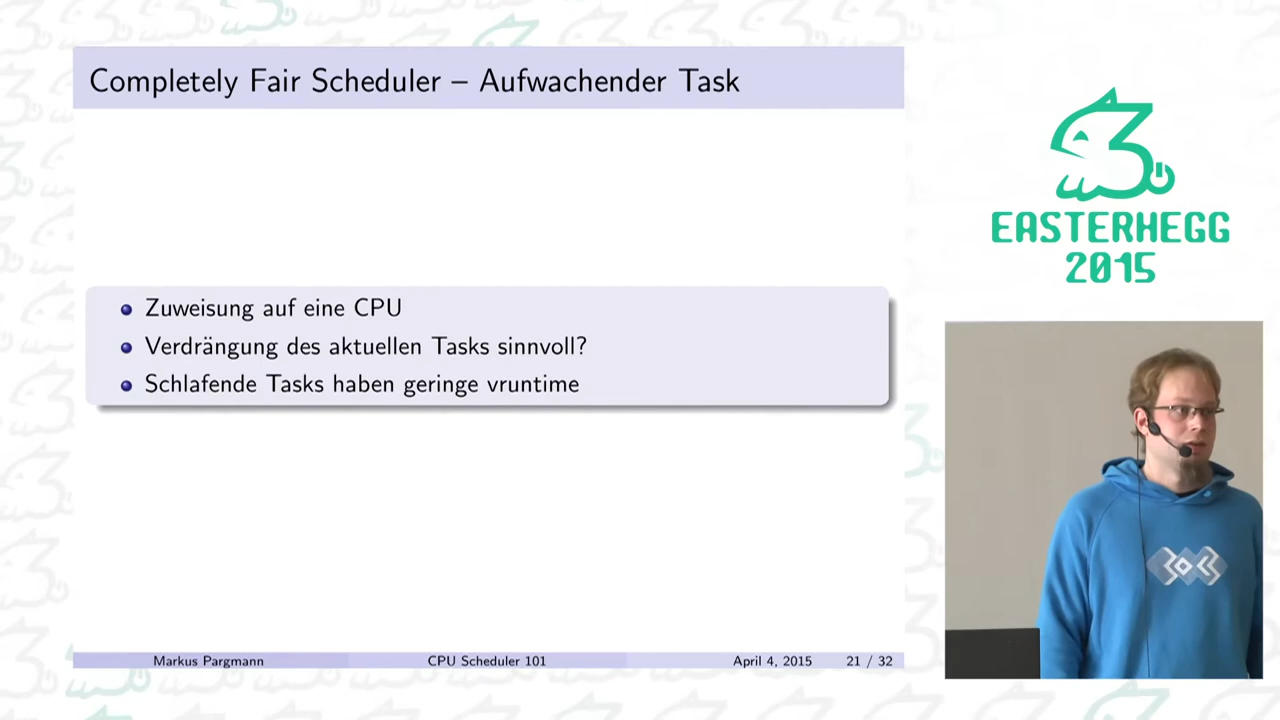 Completely Fair Scheduler – Aufwachender Task
Zuweisung auf eine CPU
Verdrängung des aktuellen Tasks sinnvoll?
Schlafende Tasks haben geringe vruntime
Markus Pargmann CPU Scheduler 101 April 4, 2015 21 / 32
EASTERHEGG
2015